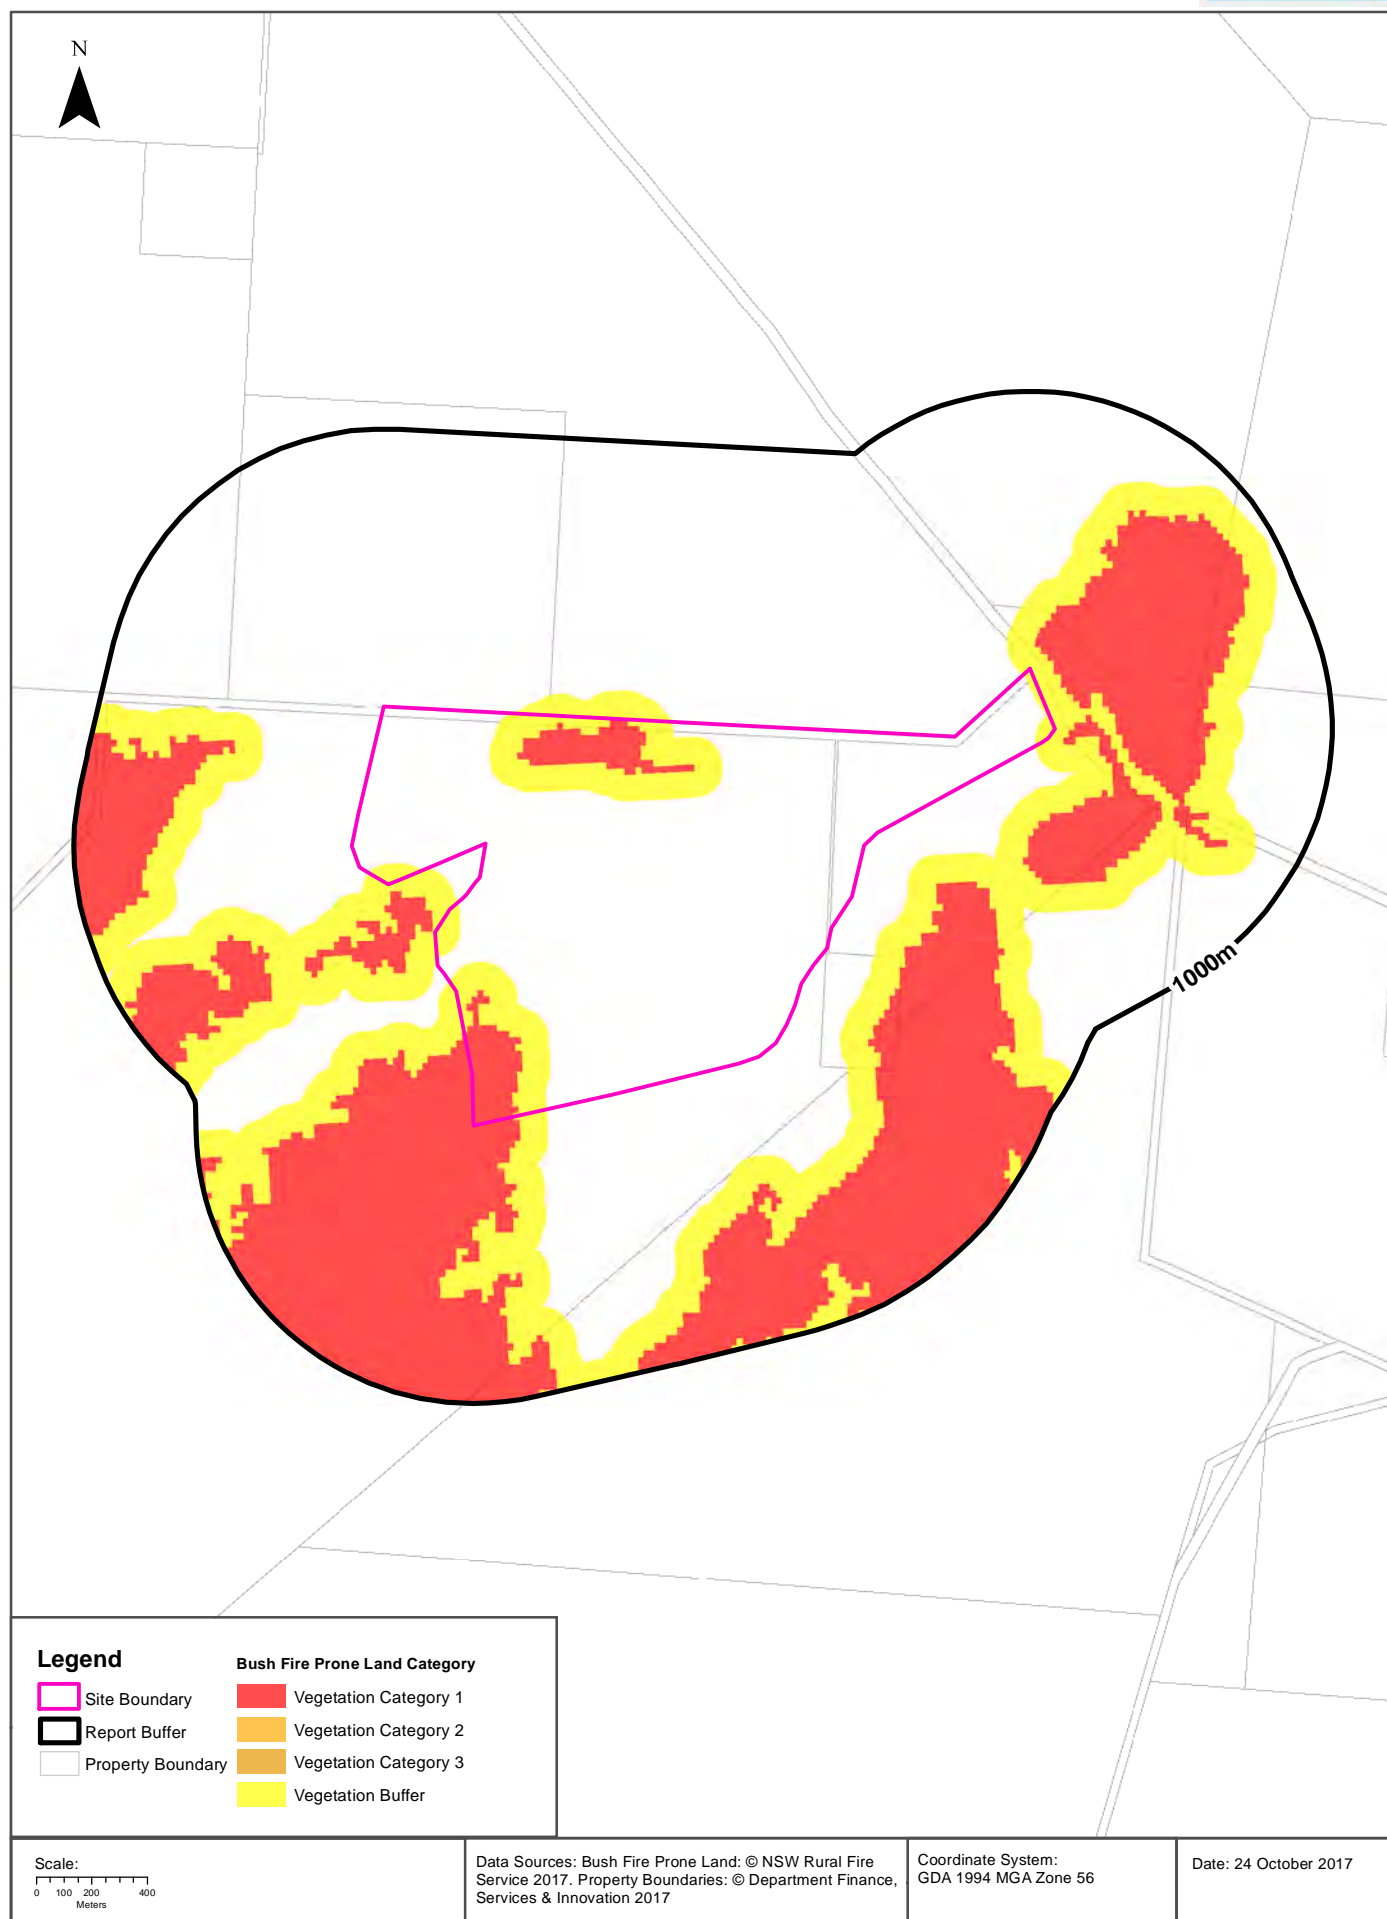 N
1000m
Legend
Site Boundary
Report Buffer
Property Boundary
Bush Fire Prone Land Category
Vegetation Category 1
Vegetation Category 2
Vegetation Category 3
Vegetation Buffer
Scale:
0 100 200 400
Meters
Data Sources: Bush Fire Prone Land: © NSW Rural Fire
Service 2017. Property Boundaries: © Department Finance,
Services & Innovation 2017
Coordinate System:
GDA 1994 MGA Zone 56
Date: 24 October 2017